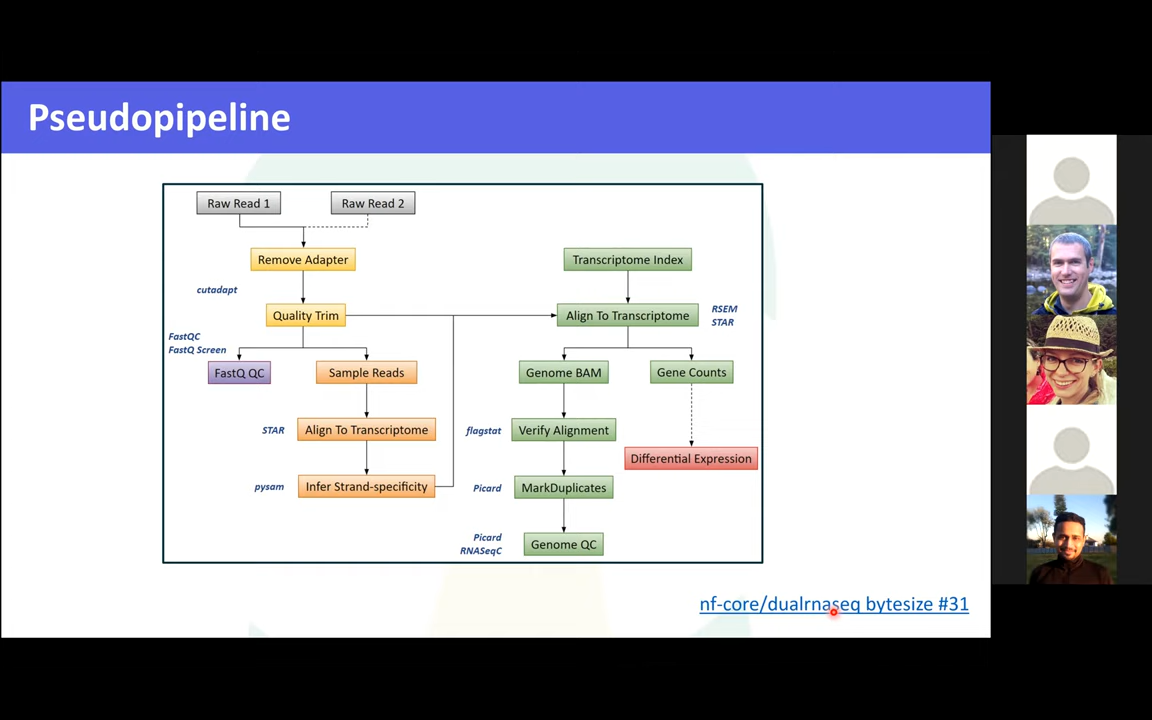 Pseudopipeline
Raw Read 1
Raw Read 2
Remove Adapter
Transcriptome Index
cutadapt
Quality Trim
Align To Transcriptome
RSEM
STAR
FastQC
FastQ Screen
FastQ QC
Sample Reads
Genome BAM
Gene Counts
STAR
Align To Transcriptome
flagstat
Verify Alignment
Differential Expression
pysam
Infer Strand-specificity
Picard
MarkDuplicates
Picard
RNASeqC
Genome QC
nf-core/dualrnaseq bytesize #31